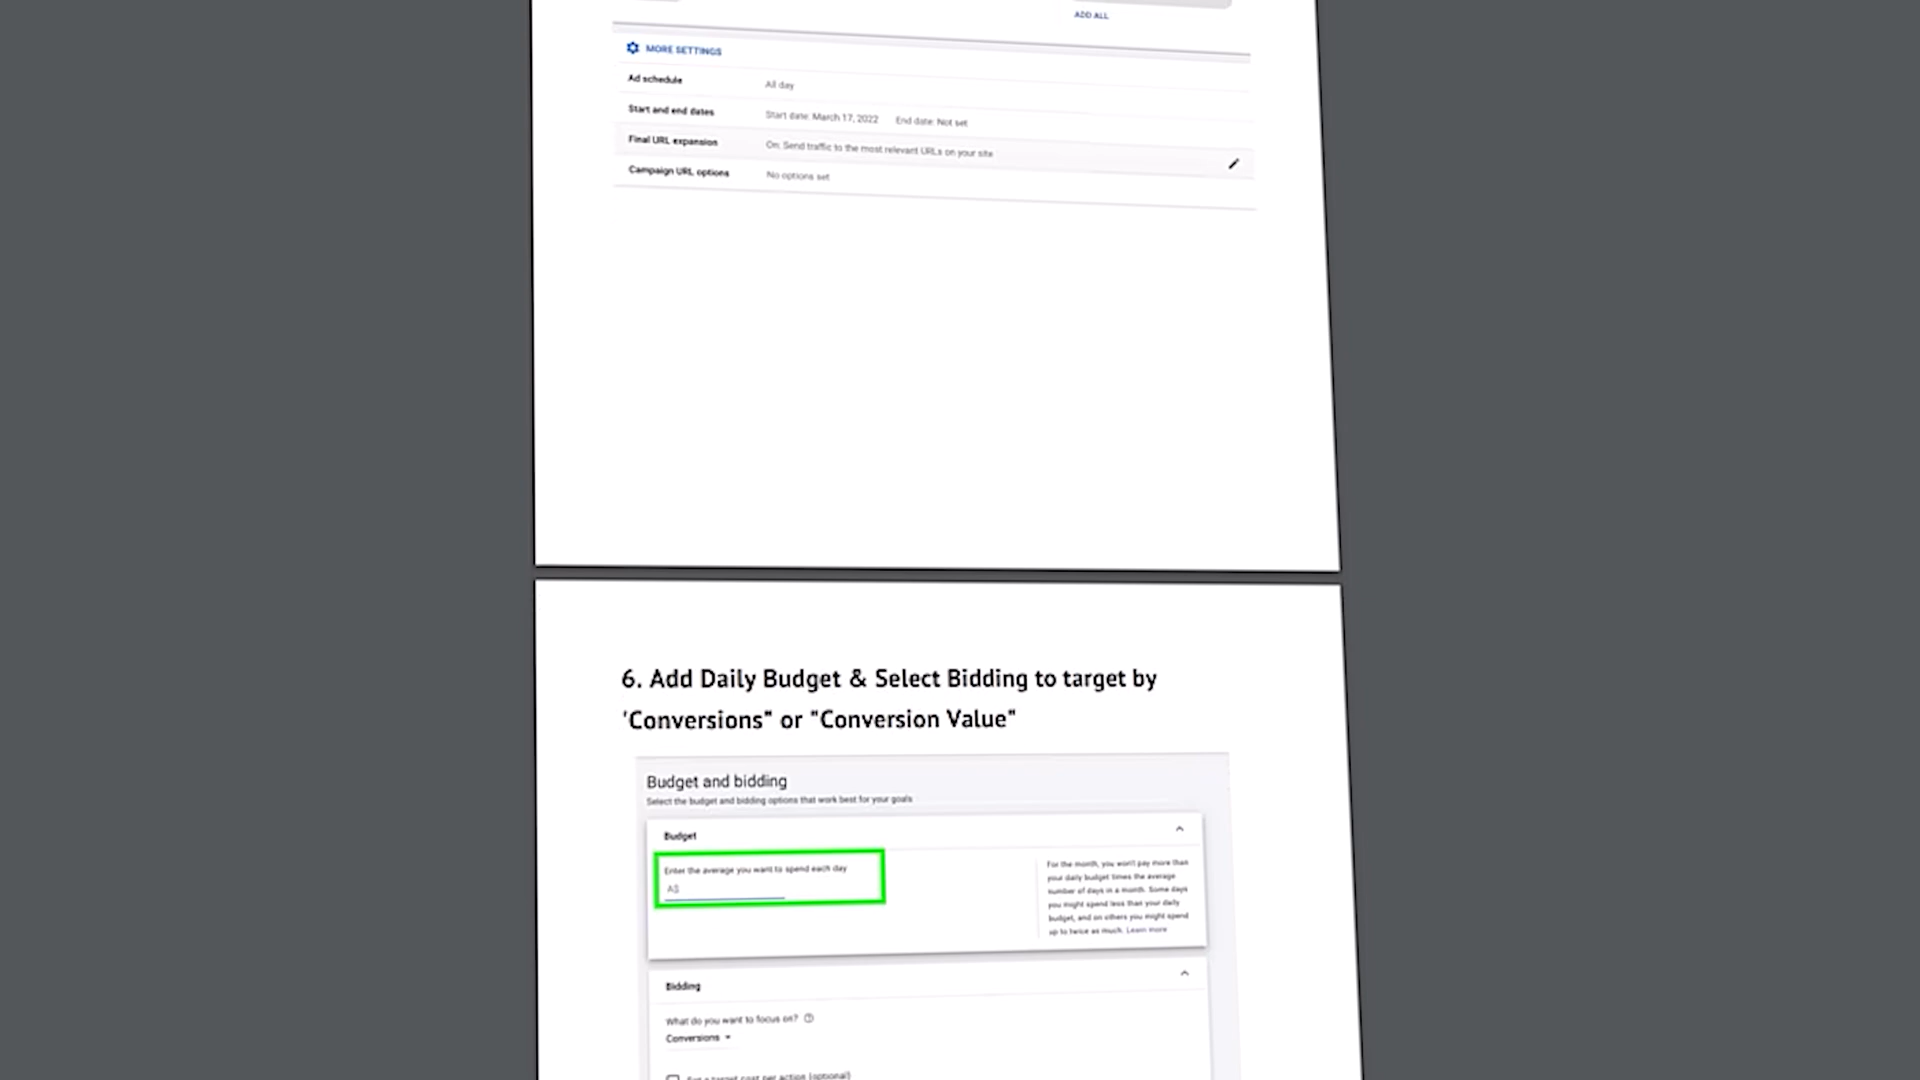 ADD ALL
MORE SETTINGS
Ad schedule All day
Start and end dates Start date: March 17, 2022 End date: Not set
Final URL expansion On: Send traffic to the most relevant URLs on your site
Campaign URL options No options set
6. Add Daily Budget & Select Bidding to target by
'Conversions" or "Conversion Value"
Budget and bidding
Select the budget and bidding options that work best for your goals
Budget
Enter the average you want to spend each day
A$
For the month, you won't pay more than
your daily budget times the average
number of days in a month. Some days
you might spend less than your daily
budget, and on others you might spend
up to twice as much. Learn more
Bidding
What do you want to focus on?
Conversions
Set a target cost per action (optional)